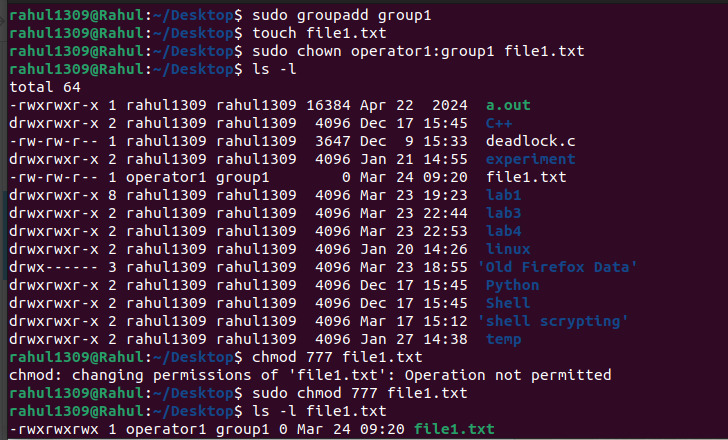 rahul1309@Rahul:~/Desktop$ sudo groupadd group1
rahul1309@Rahul:~/Desktop$ touch file1.txt
rahul1309@Rahul:~/Desktop$ sudo chown operator1:group1 file1.txt
rahul1309@Rahul:~/Desktop$ ls -l
total 64
-rwxrwxr-x 1 rahul1309 rahul1309 16384 Apr 22  2024  a.out
drwxrwxr-x 2 rahul1309 rahul1309  4096 Dec 17 15:45  C++
-rw-rw-r-- 1 rahul1309 rahul1309  3647 Dec  9 15:33  deadlock.c
drwxrwxr-x 2 rahul1309 rahul1309  4096 Jan 21 14:55  experiment
-rw-rw-r-- 1 operator1 group1        0 Mar 24 09:20  file1.txt
drwxrwxr-x 8 rahul1309 rahul1309  4096 Mar 23 19:23  lab1
drwxrwxr-x 2 rahul1309 rahul1309  4096 Mar 23 22:44  lab3
drwxrwxr-x 2 rahul1309 rahul1309  4096 Mar 23 22:53  lab4
drwxrwxr-x 2 rahul1309 rahul1309  4096 Jan 20 14:26  linux
drwx------ 3 rahul1309 rahul1309  4096 Mar 23 18:55 'Old Firefox Data'
drwxrwxr-x 2 rahul1309 rahul1309  4096 Dec 17 15:45  Python
drwxrwxr-x 2 rahul1309 rahul1309  4096 Dec 17 15:45  Shell
drwxrwxr-x 2 rahul1309 rahul1309  4096 Mar 17 15:12 'shell scrypting'
drwxrwxr-x 2 rahul1309 rahul1309  4096 Jan 27 14:38  temp
rahul1309@Rahul:~/Desktop$ chmod 777 file1.txt
chmod: changing permissions of 'file1.txt': Operation not permitted
rahul1309@Rahul:~/Desktop$ sudo chmod 777 file1.txt
rahul1309@Rahul:~/Desktop$ ls -l file1.txt
-rwxrwxrwx 1 operator1 group1 0 Mar 24 09:20 file1.txt